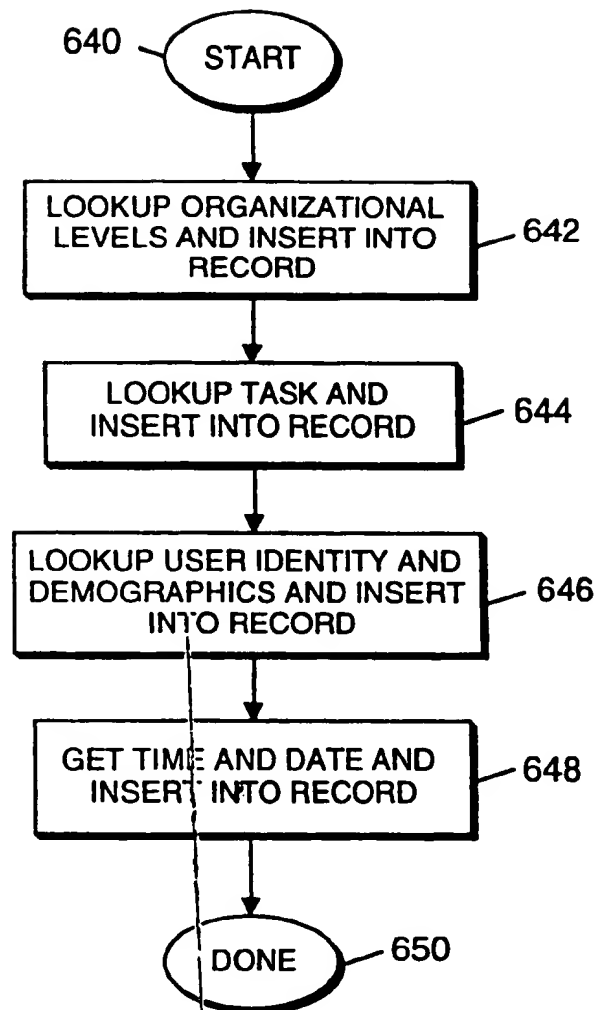 640
START
LOOKUP ORGANIZATIONAL
LEVELS AND INSERT INTO
RECORD
642
LOOKUP TASK AND
INSERT INTO RECORD
644
LOOKUP USER IDENTITY AND
DEMOGRAPHICS AND INSERT
INTO RECORD
646
GET TIME AND DATE AND
INSERT INTO RECORD
648
DONE
650